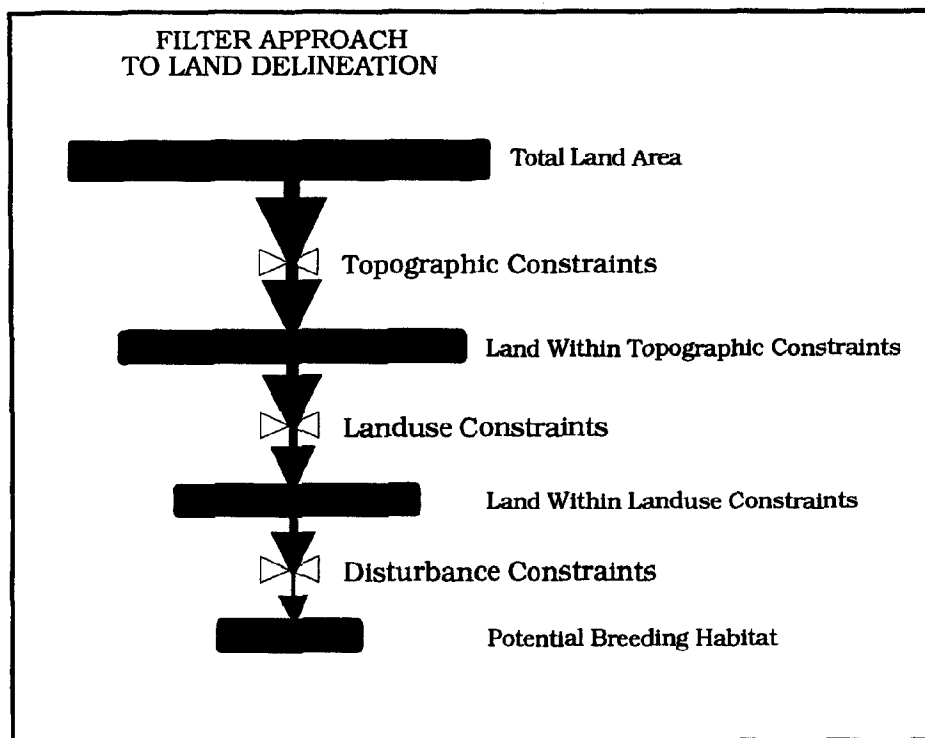 FILTER APPROACH
TO LAND DELINEATION
Total Land Area
Topographic Constraints
Land Within Topographic Constraints
Landuse Constraints
Land Within Landuse Constraints
Disturbance Constraints
Potential Breeding Habitat